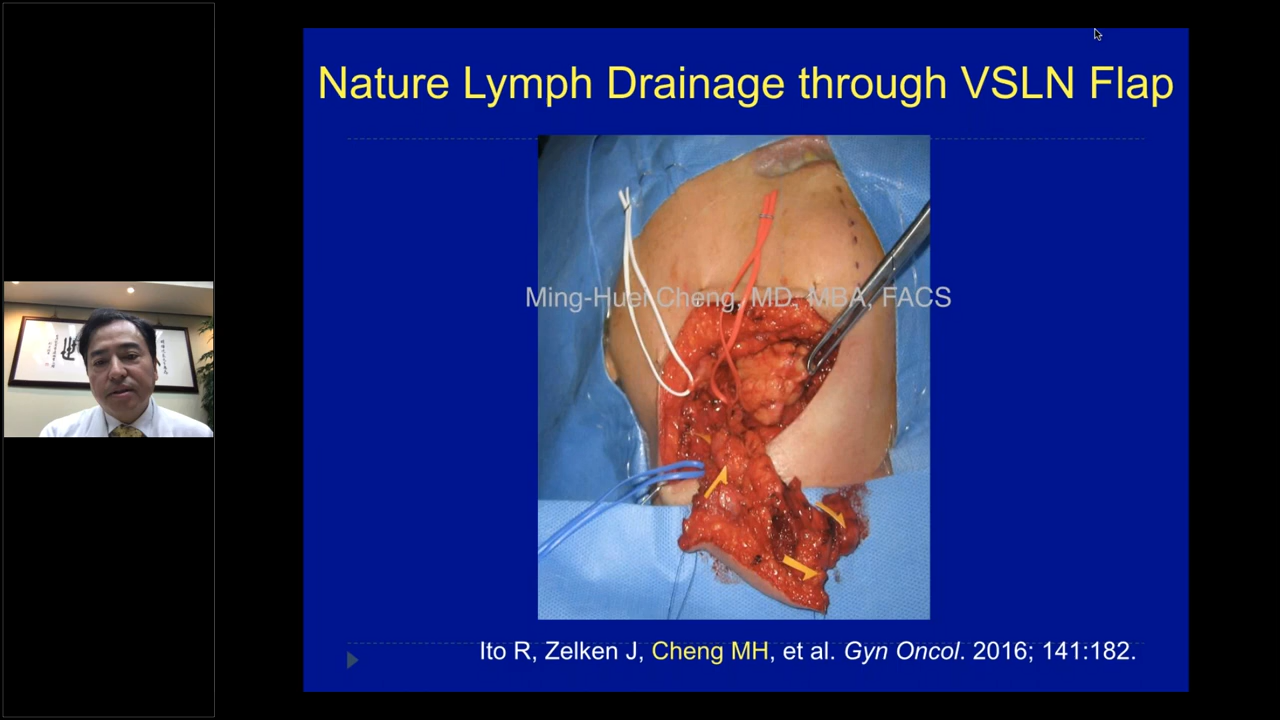 Nature Lymph Drainage through VSLN Flap
Ming-Huei Cheng, MD, MBA, FACS
Ito R, Zelken J, Cheng MH, et al. Gyn Oncol. 2016; 141:182.